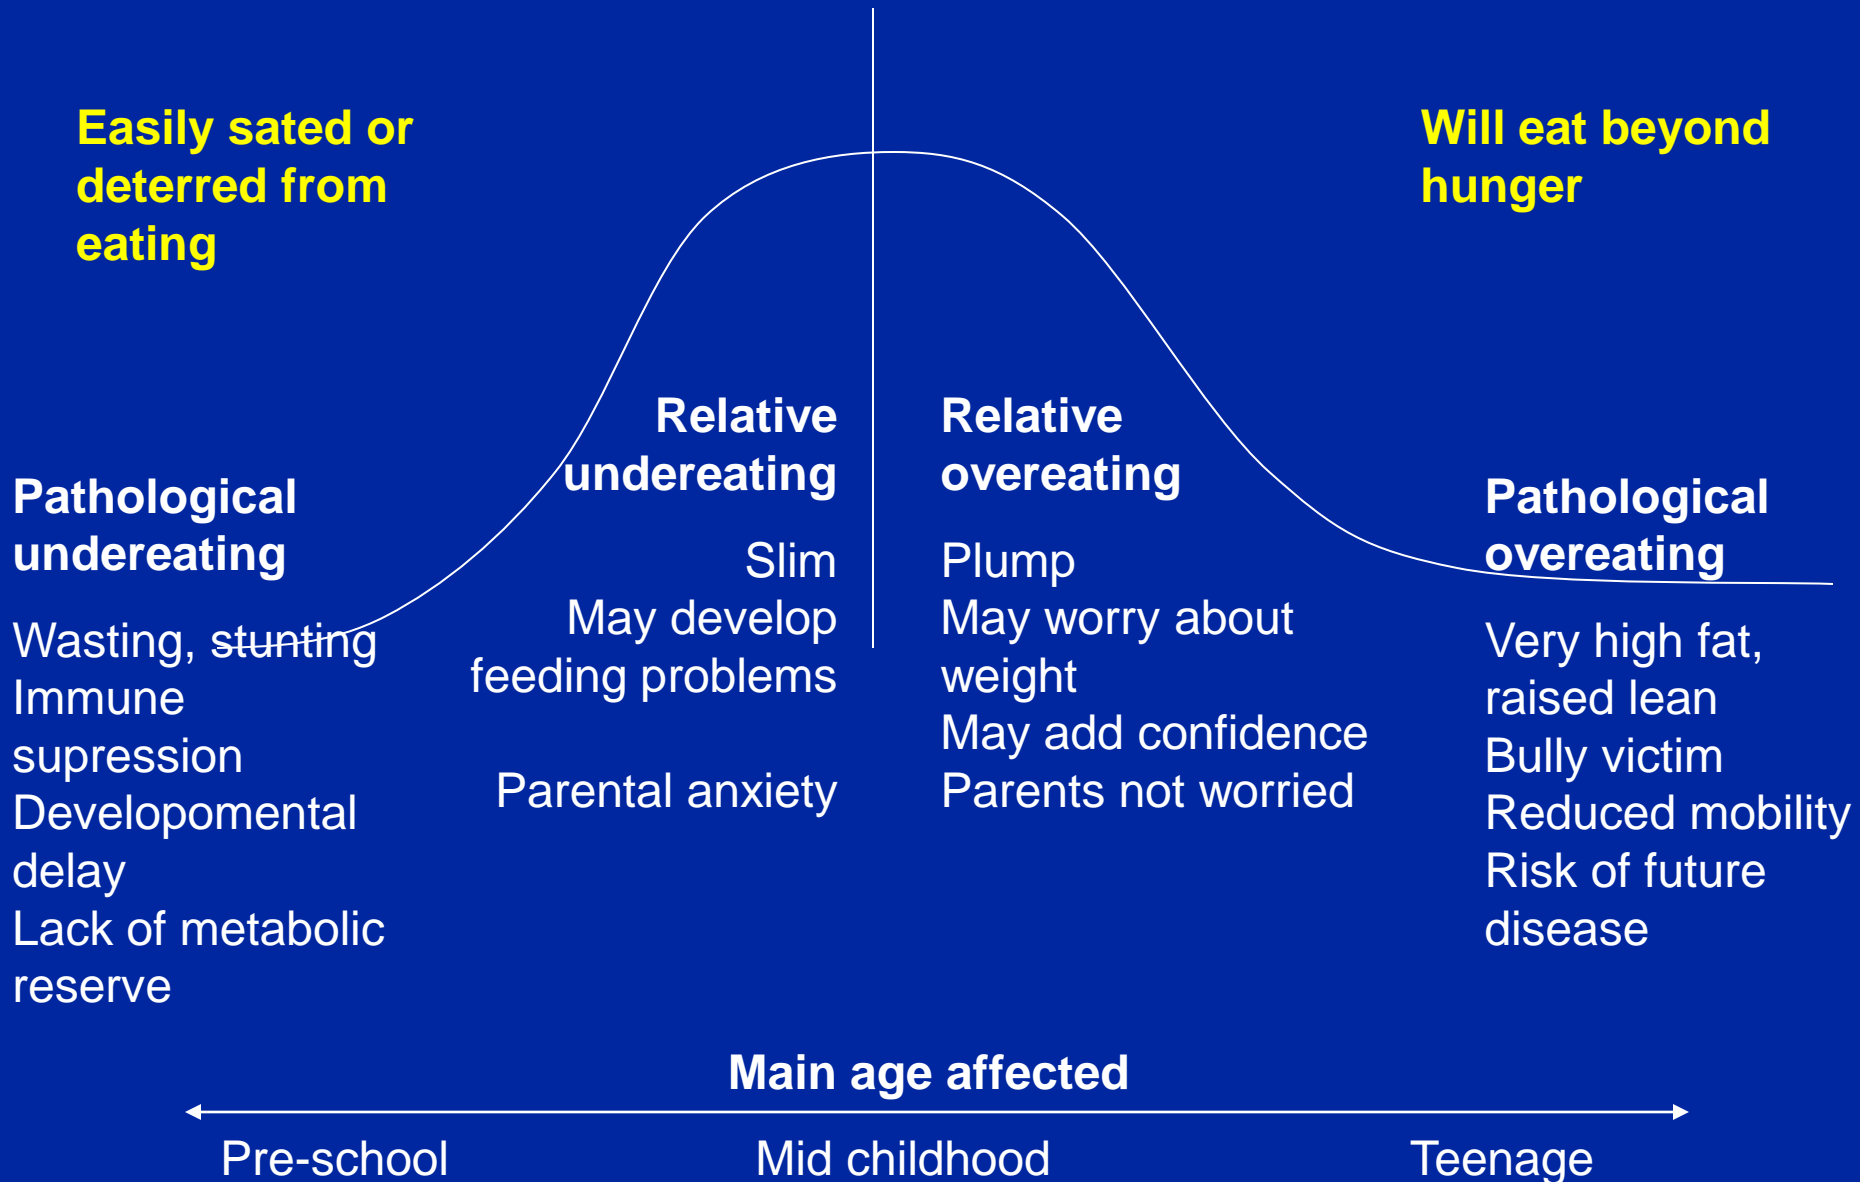 Easily sated or
deterred from
eating
Will eat beyond
hunger
Pathological
undereating
Wasting, stunting
Immune
supression
Developomental
delay
Lack of metabolic
reserve
Relative
undereating
Slim
May develop
feeding problems
Parental anxiety
Relative
overeating
Plump
May worry about
weight
May add confidence
Parents not worried
Pathological
overeating
Very high fat,
raised lean
Bully victim
Reduced mobility
Risk of future
disease
Main age affected
Pre-school
Mid childhood
Teenage